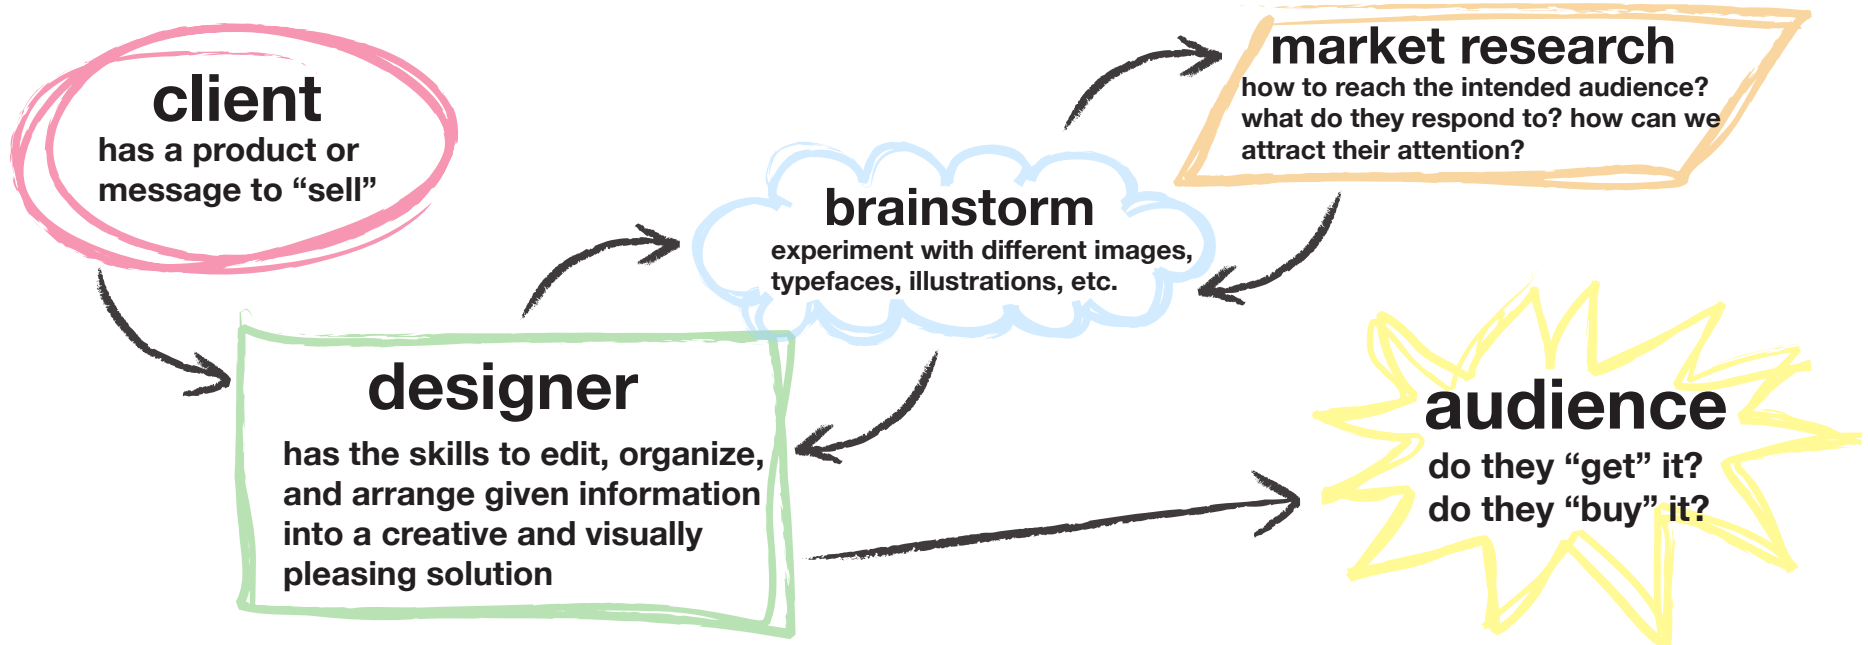 client
has a product or
message to “sell”
designer
has the skills to edit, organize,
and arrange given information
into a creative and visually
pleasing solution
brainstorm
experiment with different images,
typefaces, illustrations, etc.
market research
how to reach the intended audience?
what do they respond to? how can we
attract their attention?
audience
do they “get” it?
do they “buy” it?